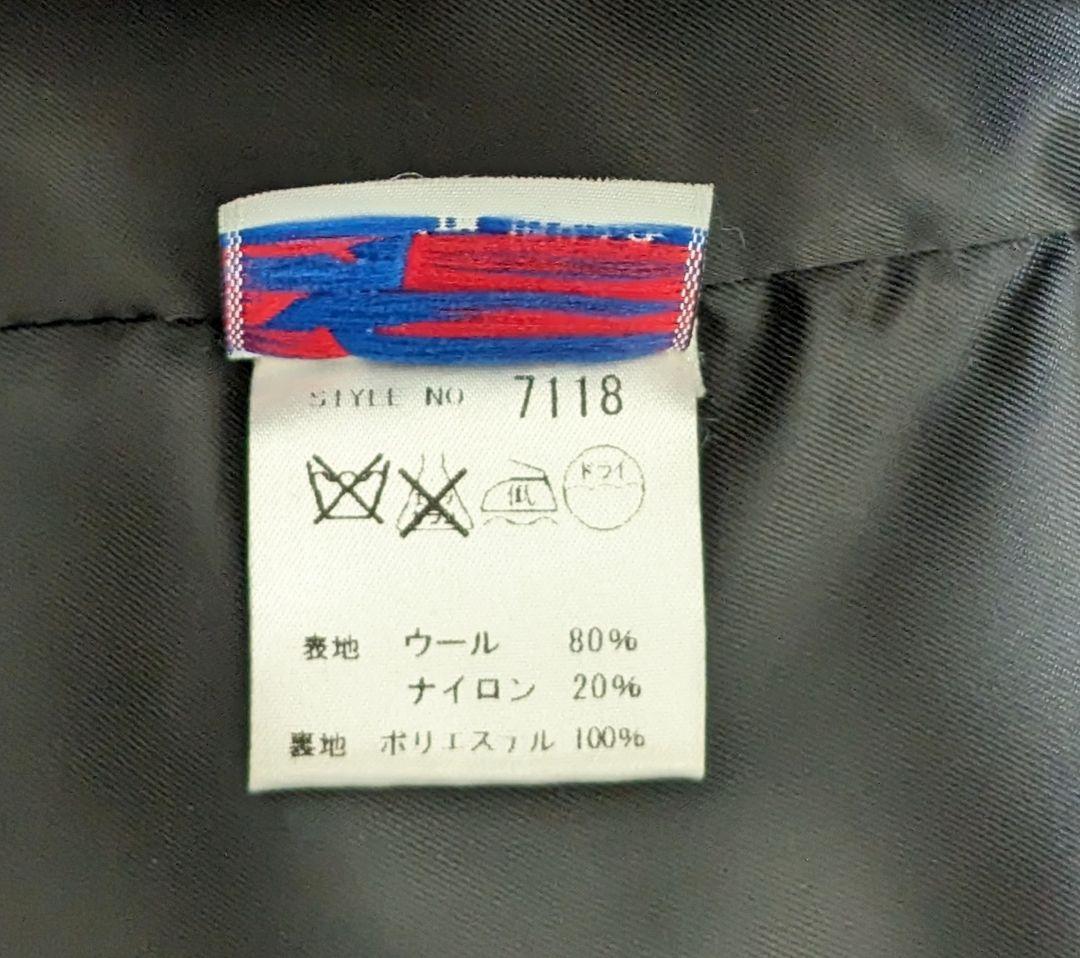 STYLE NO 7118
低 ドライ
表地 ウール 80%
ナイロン 20%
裏地 ポリエステル 100%